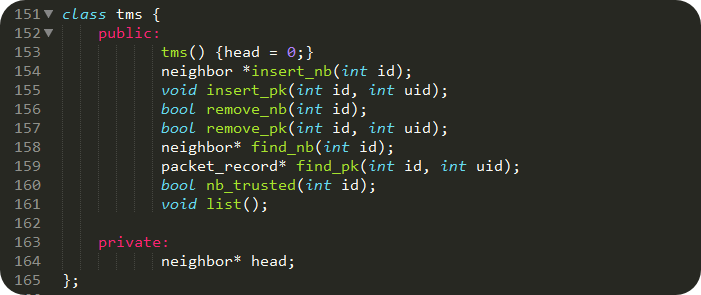 151▼ class tms {
152▼     public:
153             tms() {head = 0;}
154             neighbor *insert_nb(int id);
155             void insert_pk(int id, int uid);
156             bool remove_nb(int id);
157             bool remove_pk(int id, int uid);
158             neighbor* find_nb(int id);
159             packet_record* find_pk(int id, int uid);
160             bool nb_trusted(int id);
161             void list();
162
163      private:
164             neighbor* head;
165  };